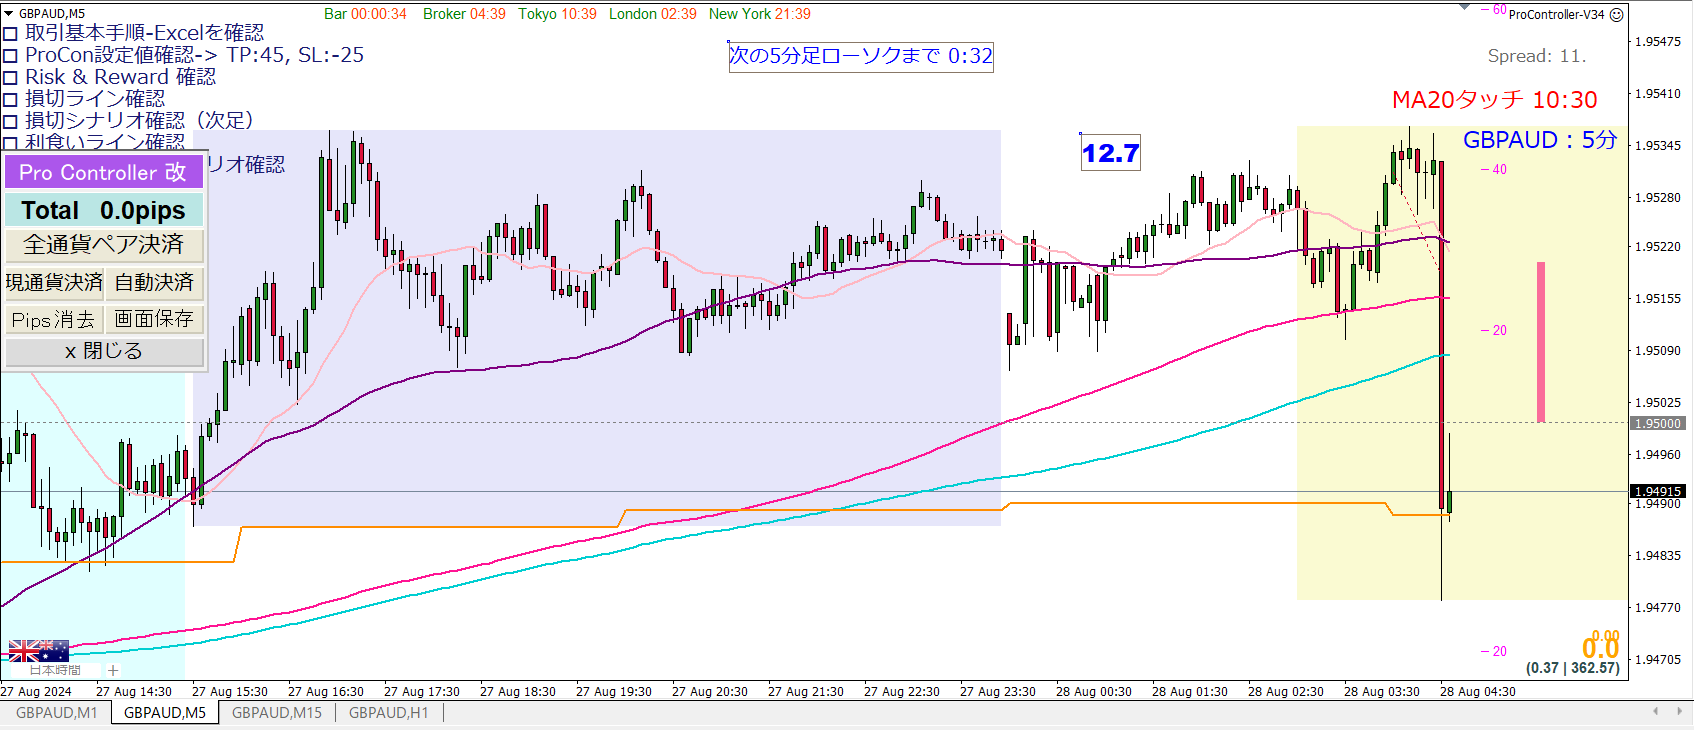 GBPAUD,M5
Bar 00:00:34 Broker 04:39 Tokyo 10:39 London 02:39 New York 21:39
60
ProController-V34
取引基本手順-Excelを確認
ProCon設定値確認-> TP:45, SL:-25
Risk & Reward 確認
損切ライン確認
損切シナリオ確認（次足）
利食いライン確認
リオ確認
次の5分足ローソクまで 0:32
Spread: 11.
MA20タッチ 10:30
GBPAUD : 5分
12.7
Pro Controller 改
Total 0.0pips
全通貨ペア決済
現通貨決済 自動決済
Pips消去 画面保存
x 閉じる
40
20
20
1.95475
1.95410
1.95345
1.95280
1.95220
1.95155
1.95090
1.95025
1.95000
1.94960
1.94915
1.94900
1.94835
1.94770
1.94705
0.00
0.0
(0.37 | 362.57)
日本時間 +
27 Aug 2024 27 Aug 14:30 27 Aug 15:30 27 Aug 16:30 27 Aug 17:30 27 Aug 18:30 27 Aug 19:30 27 Aug 20:30 27 Aug 21:30 27 Aug 22:30 27 Aug 23:30 28 Aug 00:30 28 Aug 01:30 28 Aug 02:30 28 Aug 03:30 28 Aug 04:30
GBPAUD,M1 GBPAUD,M5 GBPAUD,M15 GBPAUD,H1